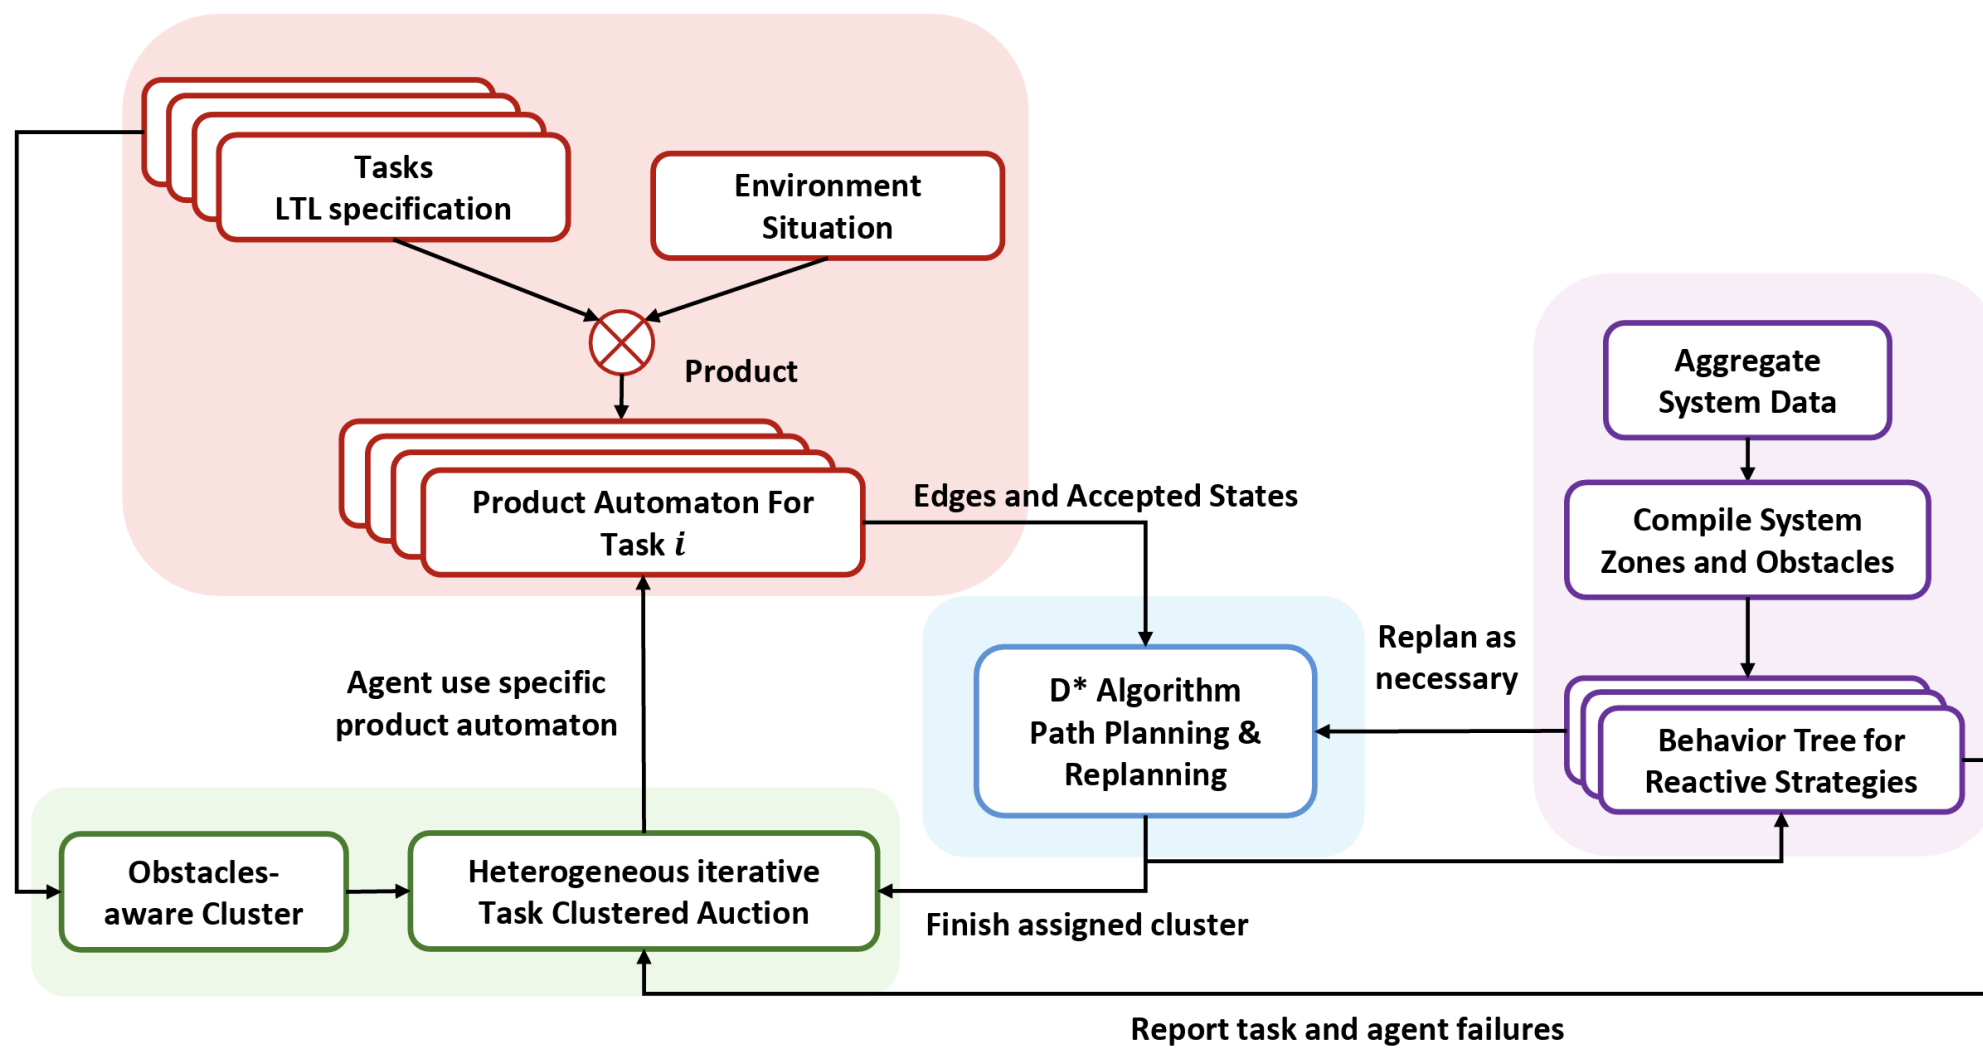 Tasks
LTL specification
Environment
Situation
Product
Product Automaton For
Task i
Edges and Accepted States
Aggregate
System Data
Compile System
Zones and Obstacles
Replan as
necessary
Behavior Tree for
Reactive Strategies
D* Algorithm
Path Planning &
Replanning
Agent use specific
product automaton
Obstacles-
aware Cluster
Heterogeneous iterative
Task Clustered Auction
Finish assigned cluster
Report task and agent failures